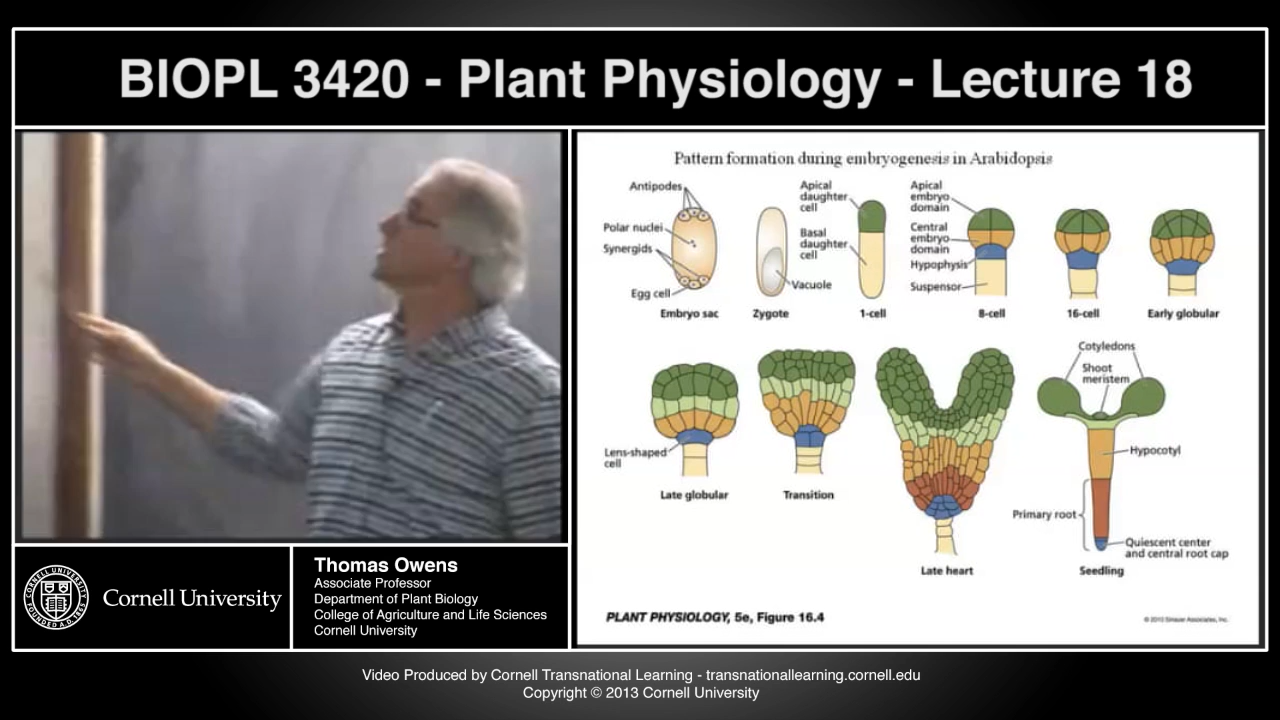 BIOPL 3420 - Plant Physiology - Lecture 18
Pattern formation during embryogenesis in Arabidopsis
Antipodes
Polar nuclei
Synergids
Egg cell
Embryo sac
Vacuole
Zygote
Apical
daughter
cell
Basal
daughter
cell
1-cell
Apical
embryo
domain
Central
embryo
domain
Hypophysis
Suspensor
8-cell
16-cell
Early globular
Lens-shaped
cell
Late globular
Transition
Late heart
Cotyledons
Shoot
meristem
Hypocotyl
Primary root
Quiescent center
and central root cap
Seedling
PLANT PHYSIOLOGY, 5e, Figure 16.4
© 2010 Sinauer Associates, Inc.
Cornell University
Thomas Owens
Associate Professor
Department of Plant Biology
College of Agriculture and Life Sciences
Cornell University
Video Produced by Cornell Transnational Learning - transnationallearning.cornell.edu
Copyright © 2013 Cornell University